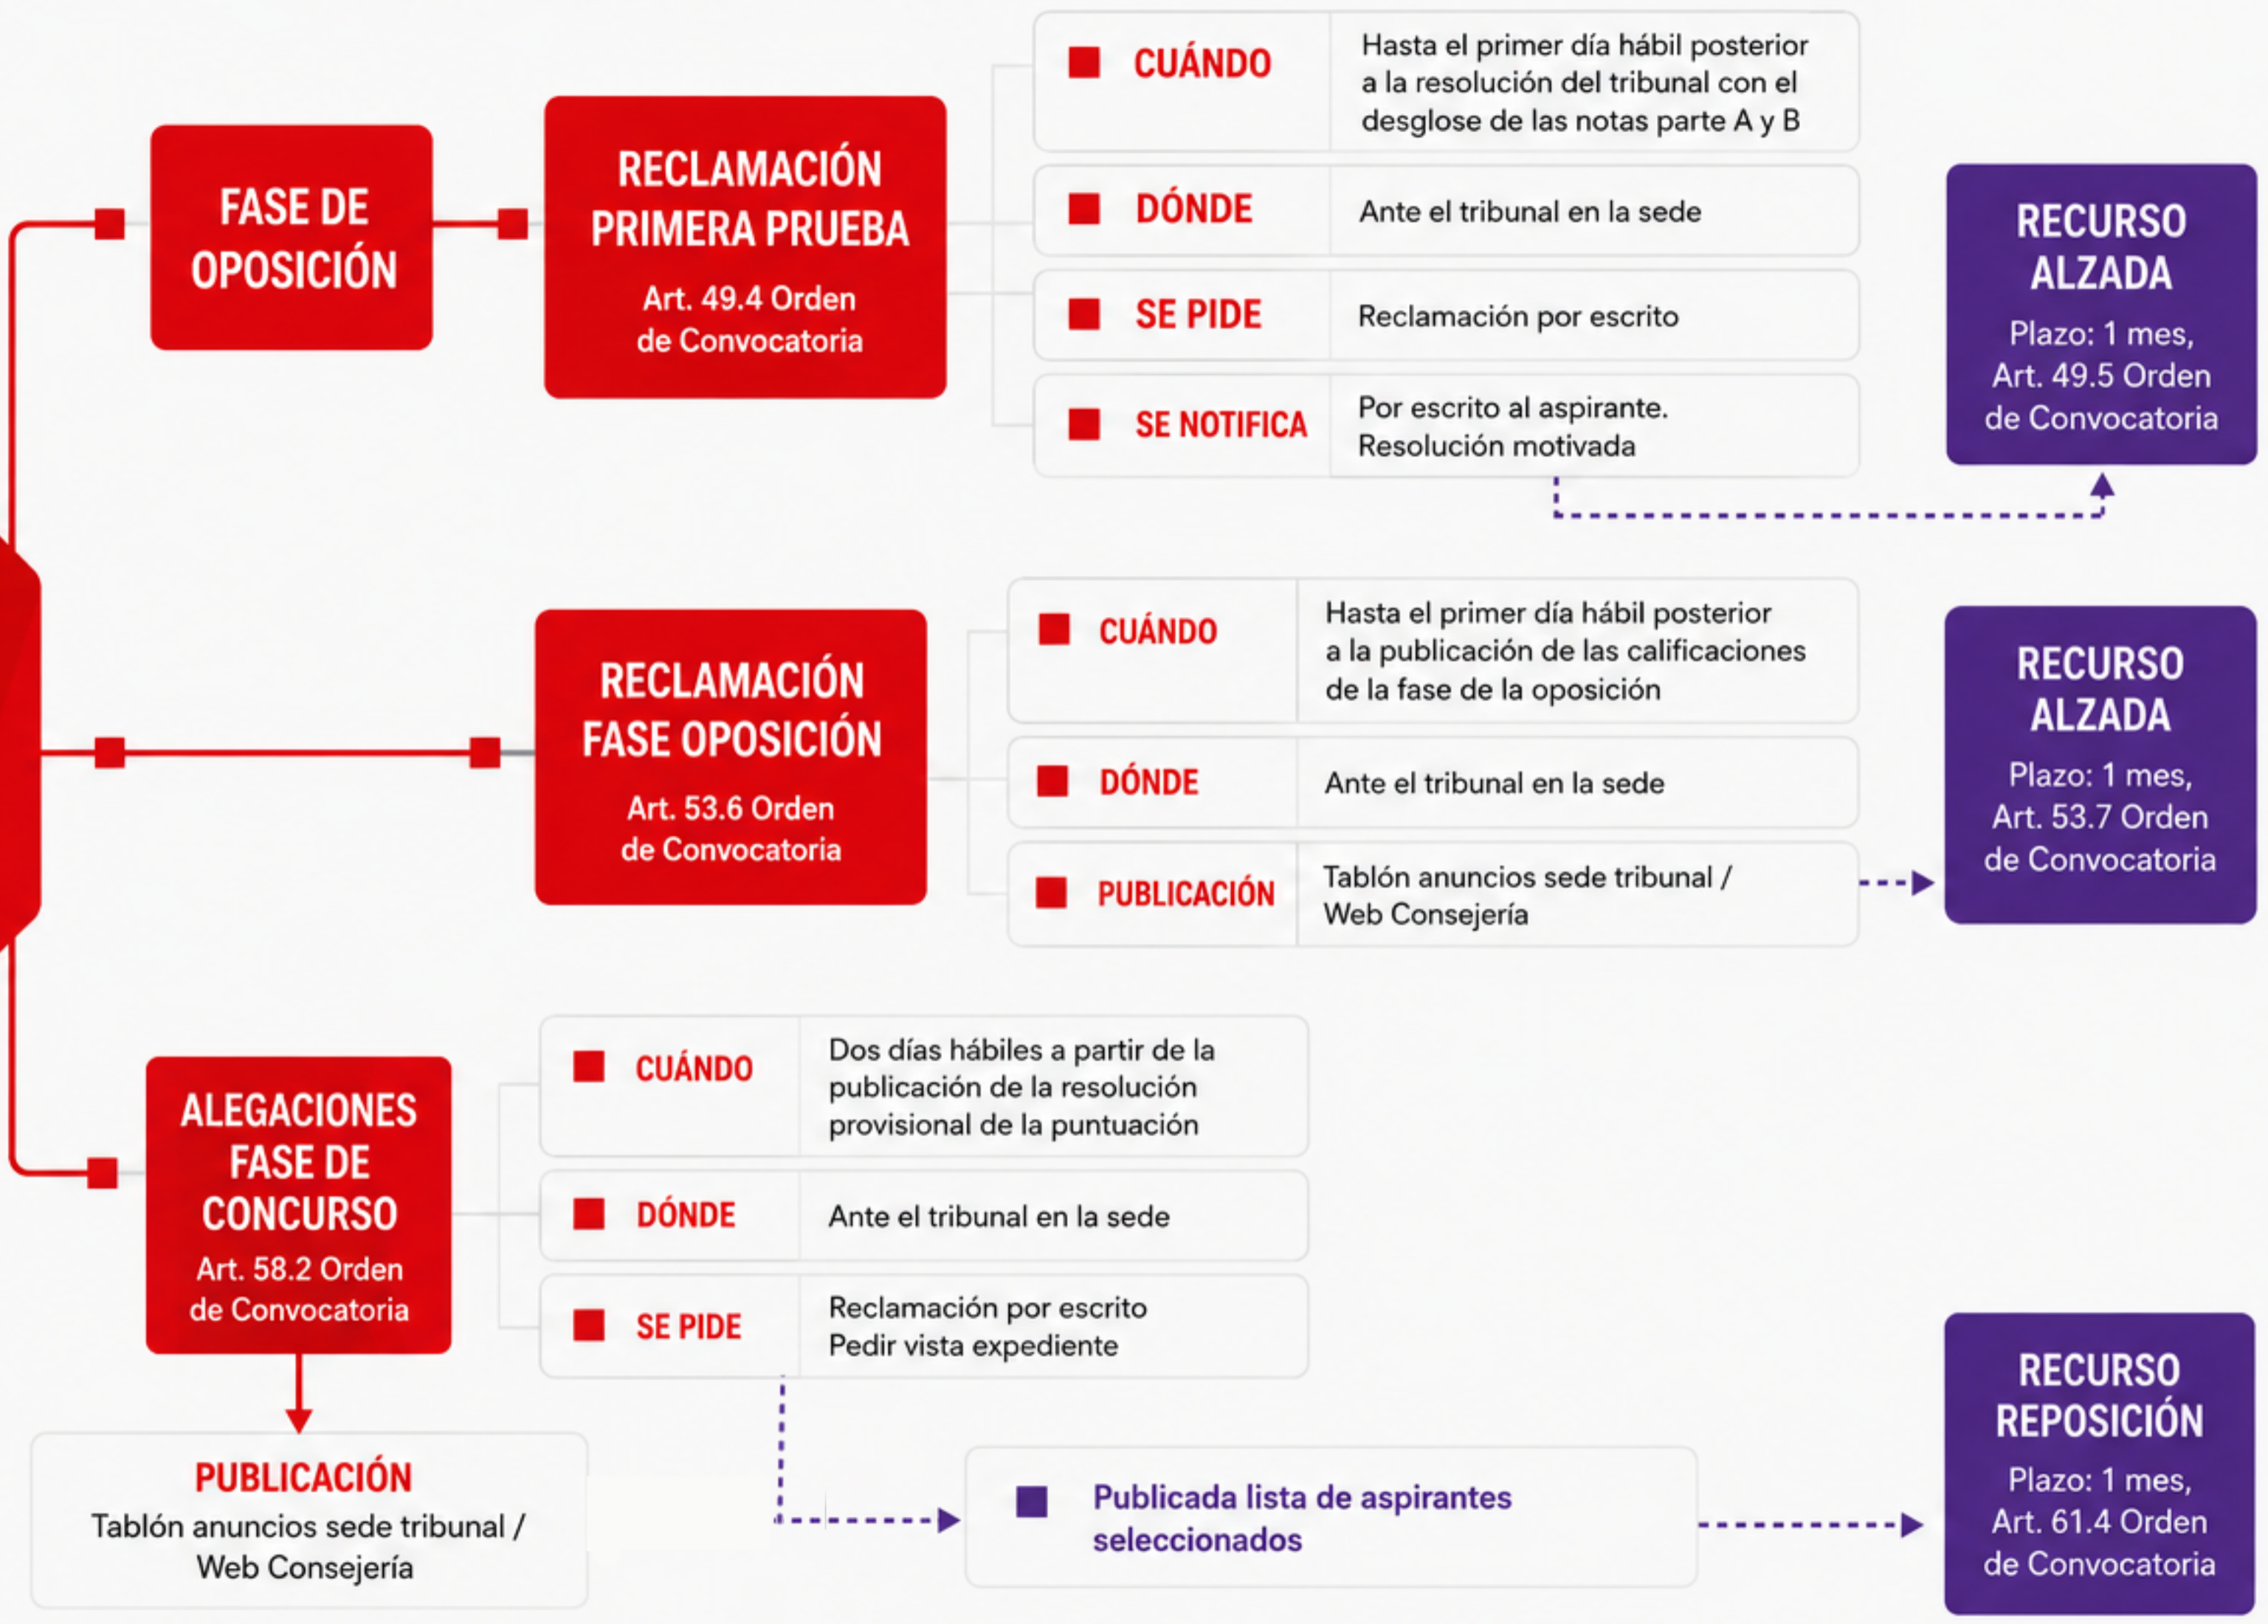 FASE DE
OPOSICIÓN
RECLAMACIÓN
PRIMERA PRUEBA
Art. 49.4 Orden
de Convocatoria
CUÁNDO
Hasta el primer día hábil posterior
a la resolución del tribunal con el
desglose de las notas parte A y B
DÓNDE
Ante el tribunal en la sede
SE PIDE
Reclamación por escrito
SE NOTIFICA
Por escrito al aspirante.
Resolución motivada
RECURSO
ALZADA
Plazo: 1 mes,
Art. 49.5 Orden
de Convocatoria
RECLAMACIÓN
FASE OPOSICIÓN
Art. 53.6 Orden
de Convocatoria
CUÁNDO
Hasta el primer día hábil posterior
a la publicación de las calificaciones
de la fase de la oposición
DÓNDE
Ante el tribunal en la sede
PUBLICACIÓN
Tablón anuncios sede tribunal /
Web Consejería
RECURSO
ALZADA
Plazo: 1 mes,
Art. 53.7 Orden
de Convocatoria
ALEGACIONES
FASE DE
CONCURSO
Art. 58.2 Orden
de Convocatoria
CUÁNDO
Dos días hábiles a partir de la
publicación de la resolución
provisional de la puntuación
DÓNDE
Ante el tribunal en la sede
SE PIDE
Reclamación por escrito
Pedir vista expediente
PUBLICACIÓN
Tablón anuncios sede tribunal /
Web Consejería
Publicada lista de aspirantes
seleccionados
RECURSO
REPOSICIÓN
Plazo: 1 mes,
Art. 61.4 Orden
de Convocatoria